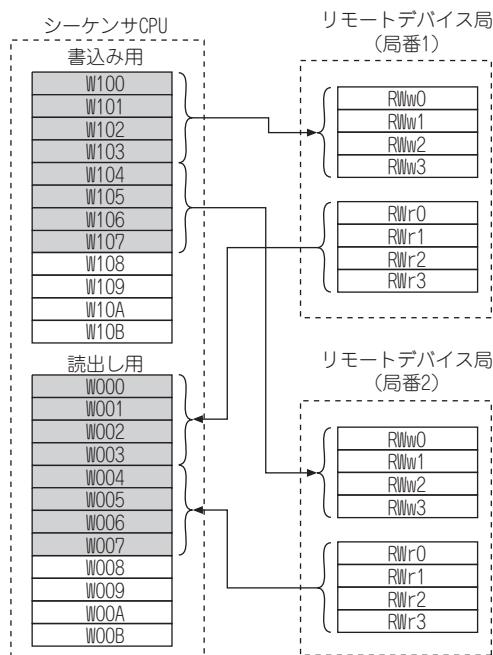 シーケンサCPU
書込み用
W100
W101
W102
W103
W104
W105
W106
W107
W108
W109
W10A
W10B
読出し用
W000
W001
W002
W003
W004
W005
W006
W007
W008
W009
W00A
W00B
リモートデバイス局
（局番1）
RWw0
RWw1
RWw2
RWw3
RWr0
RWr1
RWr2
RWr3
リモートデバイス局
（局番2）
RWw0
RWw1
RWw2
RWw3
RWr0
RWr1
RWr2
RWr3